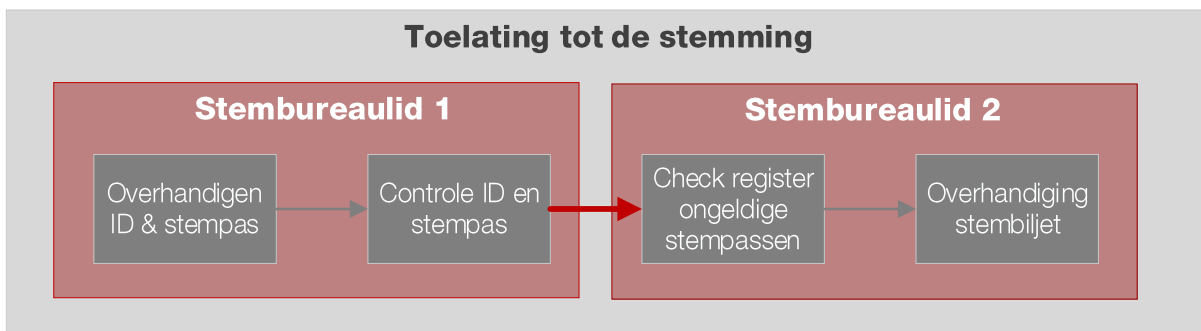 Toelating tot de stemming
Stembureaulid 1
Overhandigen
ID & stempas
Controle ID en
stempas
Stembureaulid 2
Check register
ongeldige
stempassen
Overhandiging
stembiljet